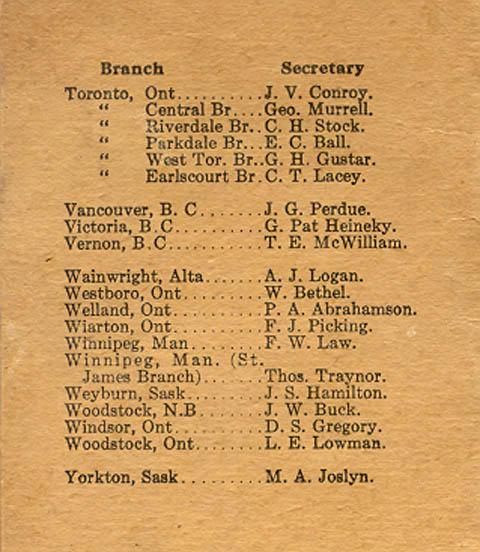 Branch Secretary
Toronto, Ont..........J. V. Conroy.
“ Central Br....Geo. Murrell.
“ Riverdale Br..C. H. Stock.
“ Parkdale Br...E. C. Ball.
“ West Tor. Br..G. H. Gustar.
“ Earlscourt Br.C. T. Lacey.
Vancouver, B. C.......J. G. Perdue.
Victoria, B.C.........G. Pat Heineky.
Vernon, B.C..........T. E. McWilliam.
Wainwright, Alta......A. J. Logan.
Westboro, Ont........W. Bethel.
Welland, Ont.........P. A. Abrahamson.
Wiarton, Ont.........F. J. Picking.
Winnipeg, Man.......F. W. Law.
Winnipeg, Man. (St.
James Branch)......Thos. Traynor.
Weyburn, Sask.......J. S. Hamilton.
Woodstock, N.B.......J. W. Buck.
Windsor, Ont.........D. S. Gregory.
Woodstock, Ont.......L. E. Lowman.
Yorkton, Sask.........M. A. Joslyn.